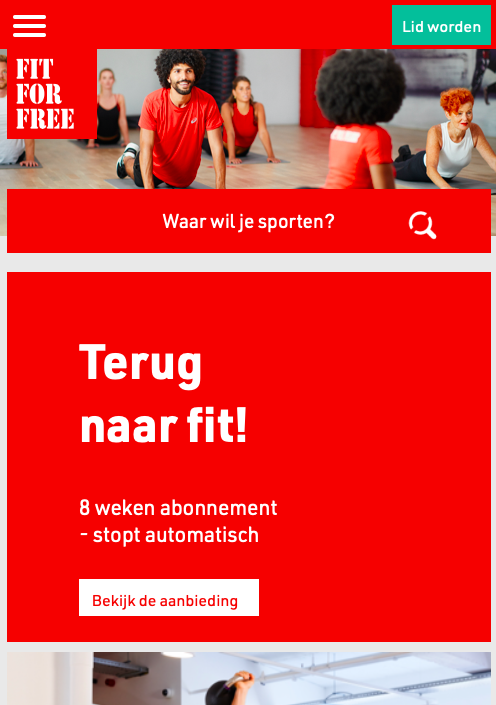 Lid worden
FIT
FOR
FREE
Waar wil je sporten?
Terug
naar fit!
8 weken abonnement
- stopt automatisch
Bekijk de aanbieding